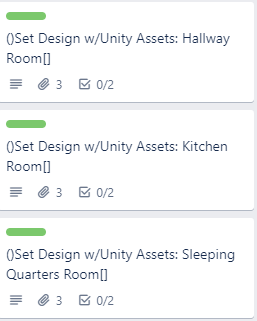 ()Set Design w/Unity Assets: Hallway
Room[]
3 0/2
()Set Design w/Unity Assets: Kitchen
Room[]
3 0/2
()Set Design w/Unity Assets: Sleeping
Quarters Room[]
3 0/2